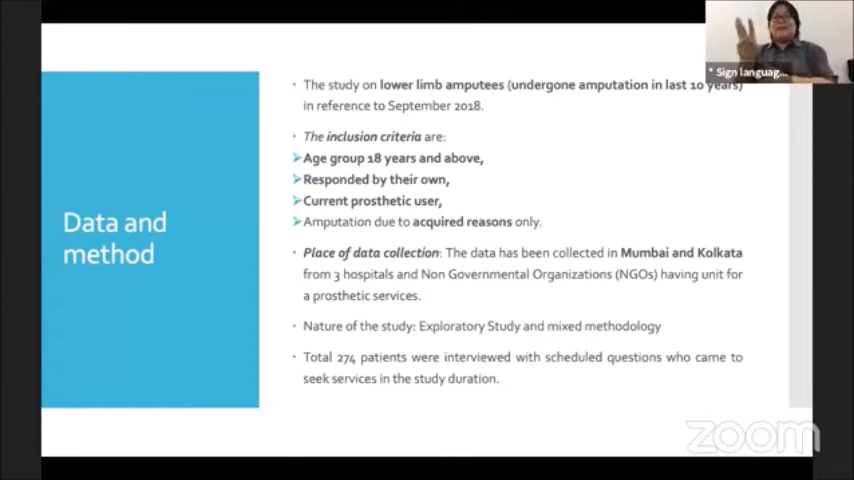 * Sign languag...
Data and
method
• The study on lower limb amputees (undergone amputation in last 10 years)
in reference to September 2018.
• The inclusion criteria are:
➢Age group 18 years and above,
➢Responded by their own,
➢Current prosthetic user,
➢Amputation due to acquired reasons only.
• Place of data collection: The data has been collected in Mumbai and Kolkata
from 3 hospitals and Non Governmental Organizations (NGOs) having unit for
a prosthetic services.
• Nature of the study: Exploratory Study and mixed methodology
• Total 274 patients were interviewed with scheduled questions who came to
seek services in the study duration.
zoom